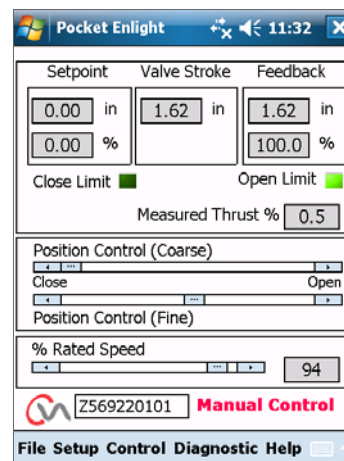 Pocket Enlight 11:32
Setpoint Valve Stroke Feedback
0.00 in 1.62 in 1.62 in
0.00 % 100.0 %
Close Limit Open Limit
Measured Thrust % 0.5
Position Control (Coarse)
Close Open
Position Control (Fine)
% Rated Speed
94
Z569220101 Manual Control
File Setup Control Diagnostic Help